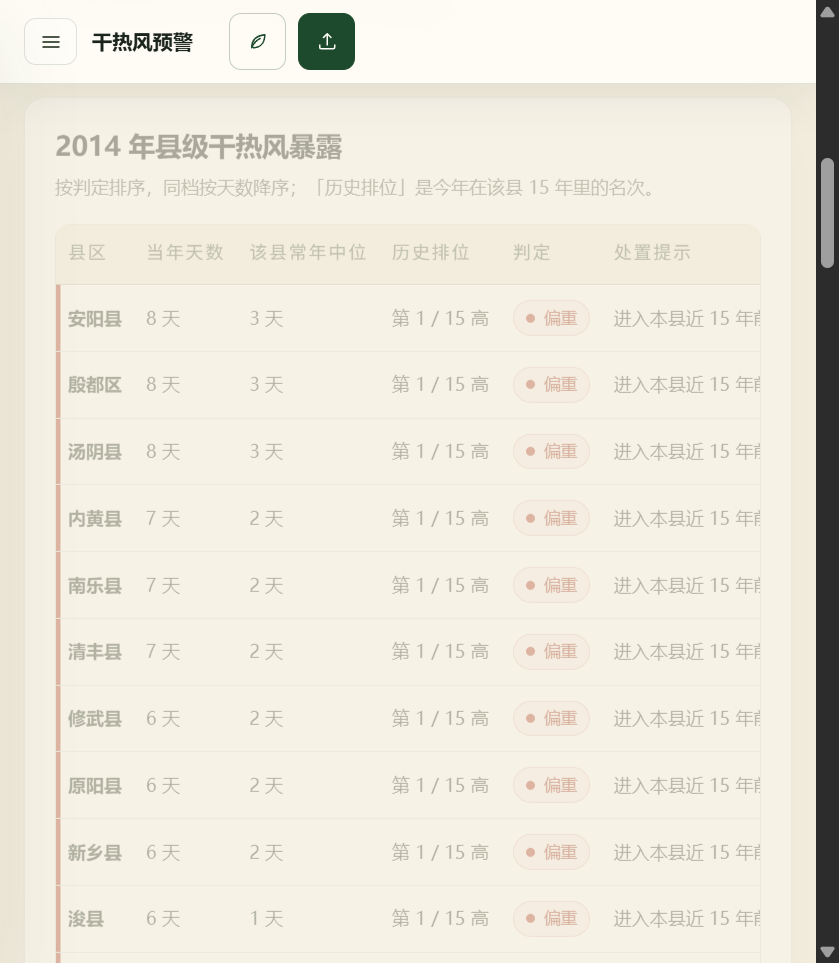 干热风预警
2014 年县级干热风暴露
按判定排序，同档按天数降序；「历史排位」是今年在该县 15 年里的名次。
县区 当年天数 该县常年中位 历史排位 判定 处置提示
安阳县 8 天 3 天 第 1 / 15 高 偏重 进入本县近 15 年前
殷都区 8 天 3 天 第 1 / 15 高 偏重 进入本县近 15 年前
汤阴县 8 天 3 天 第 1 / 15 高 偏重 进入本县近 15 年前
内黄县 7 天 2 天 第 1 / 15 高 偏重 进入本县近 15 年前
南乐县 7 天 2 天 第 1 / 15 高 偏重 进入本县近 15 年前
清丰县 7 天 2 天 第 1 / 15 高 偏重 进入本县近 15 年前
修武县 6 天 2 天 第 1 / 15 高 偏重 进入本县近 15 年前
原阳县 6 天 2 天 第 1 / 15 高 偏重 进入本县近 15 年前
新乡县 6 天 2 天 第 1 / 15 高 偏重 进入本县近 15 年前
浚县 6 天 1 天 第 1 / 15 高 偏重 进入本县近 15 年前